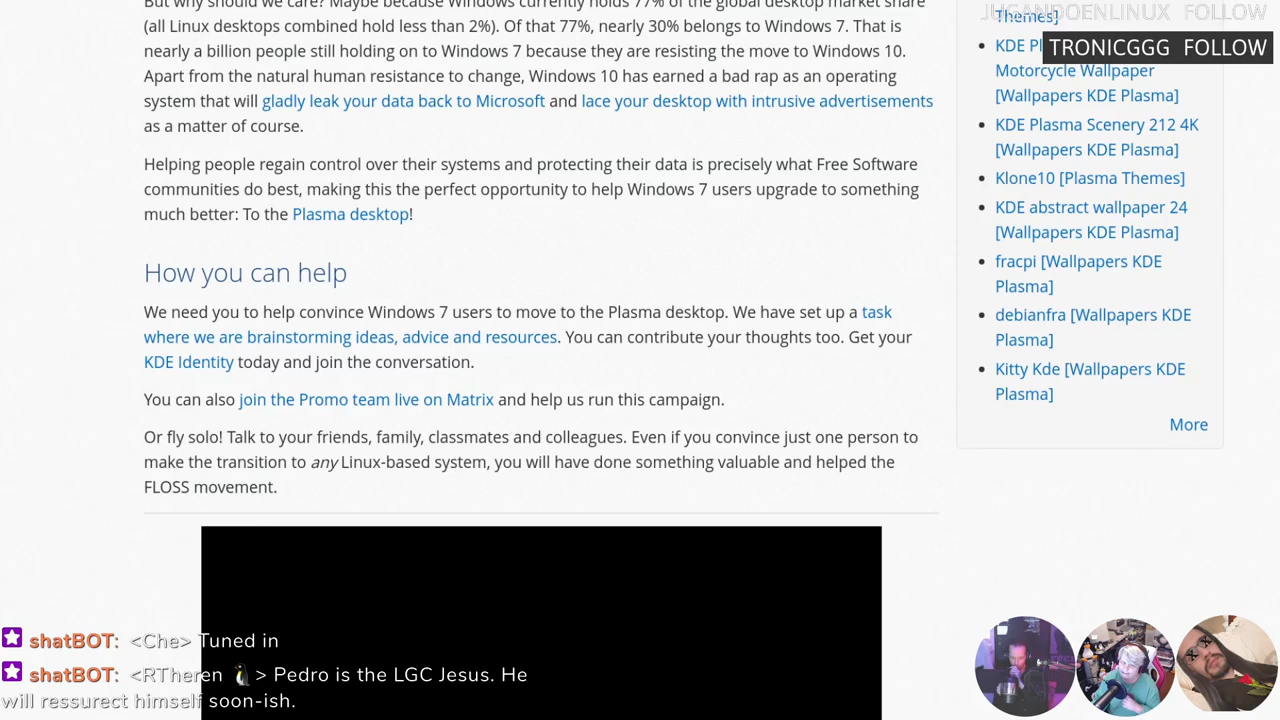 But why should we care? Maybe because Windows currently holds 77% of the global desktop market share
(all Linux desktops combined hold less than 2%). Of that 77%, nearly 30% belongs to Windows 7. That is
nearly a billion people still holding on to Windows 7 because they are resisting the move to Windows 10.
Apart from the natural human resistance to change, Windows 10 has earned a bad rap as an operating
system that will gladly leak your data back to Microsoft and lace your desktop with intrusive advertisements
as a matter of course.
Helping people regain control over their systems and protecting their data is precisely what Free Software
communities do best, making this the perfect opportunity to help Windows 7 users upgrade to something
much better: To the Plasma desktop!
How you can help
We need you to help convince Windows 7 users to move to the Plasma desktop. We have set up a task
where we are brainstorming ideas, advice and resources. You can contribute your thoughts too. Get your
KDE Identity today and join the conversation.
You can also join the Promo team live on Matrix and help us run this campaign.
Or fly solo! Talk to your friends, family, classmates and colleagues. Even if you convince just one person to
make the transition to any Linux-based system, you will have done something valuable and helped the
FLOSS movement.
JUGANDOENLINUX FOLLOW
Themes]
TRONICGGG FOLLOW
KDE Pl
Motorcycle Wallpaper
[Wallpapers KDE Plasma]
KDE Plasma Scenery 212 4K
[Wallpapers KDE Plasma]
Klone10 [Plasma Themes]
KDE abstract wallpaper 24
[Wallpapers KDE Plasma]
fracpi [Wallpapers KDE
Plasma]
debianfra [Wallpapers KDE
Plasma]
Kitty Kde [Wallpapers KDE
Plasma]
More
shatBOT: <Che> Tuned in
shatBOT: <RTheren 🐧 > Pedro is the LGC Jesus. He
will ressurect himself soon-ish.